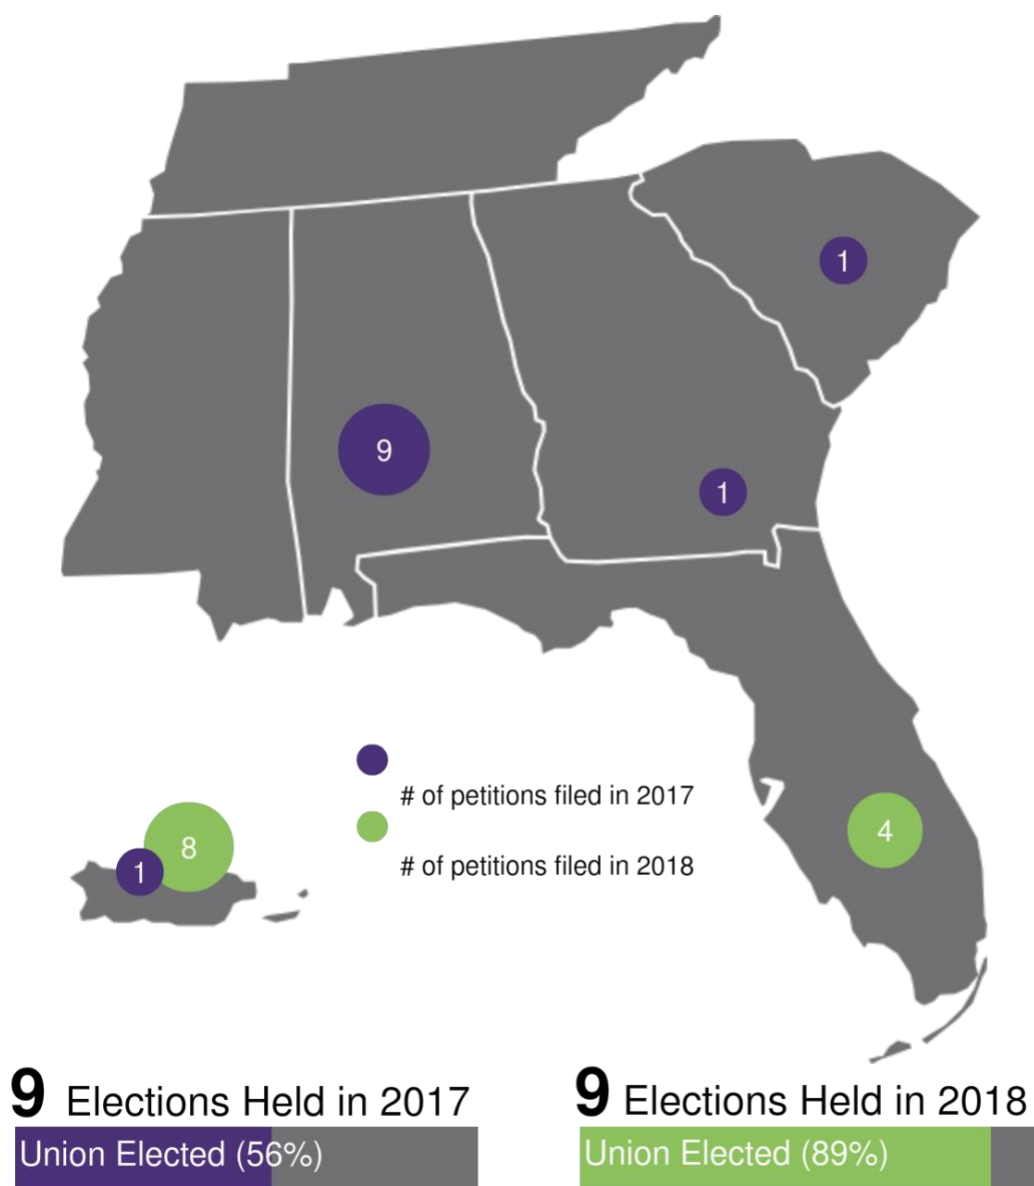 1
9
1
# of petitions filed in 2017
# of petitions filed in 2018
4
8
1
9 Elections Held in 2017
Union Elected (56%)
9 Elections Held in 2018
Union Elected (89%)